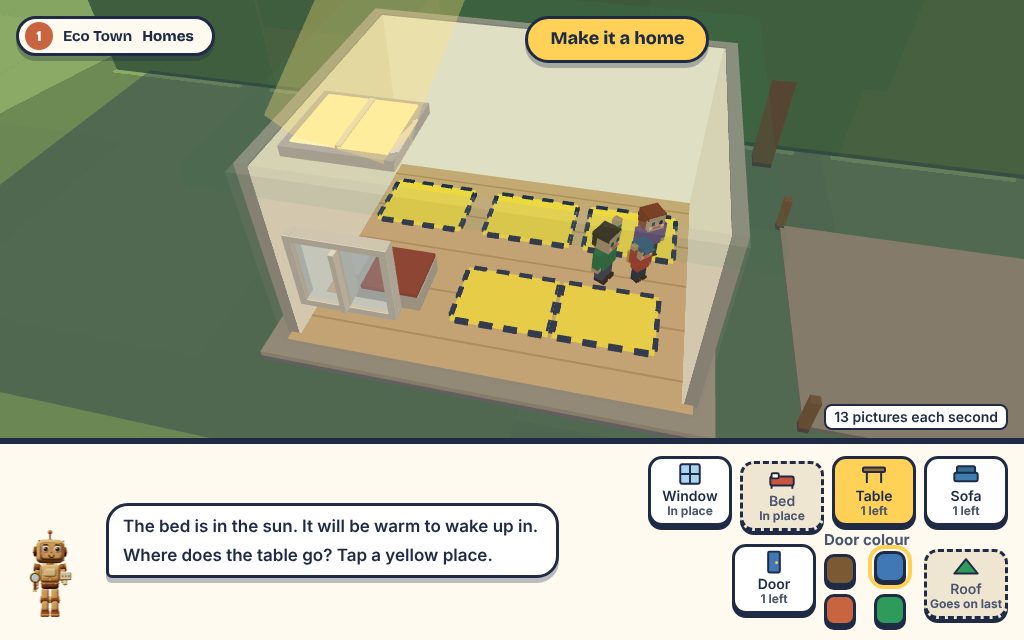 1 Eco Town Homes
Make it a home
13 pictures each second
The bed is in the sun. It will be warm to wake up in.
Where does the table go? Tap a yellow place.
Window
In place
Bed
In place
Table
1 left
Sofa
1 left
Door
1 left
Door colour
Roof
Goes on last